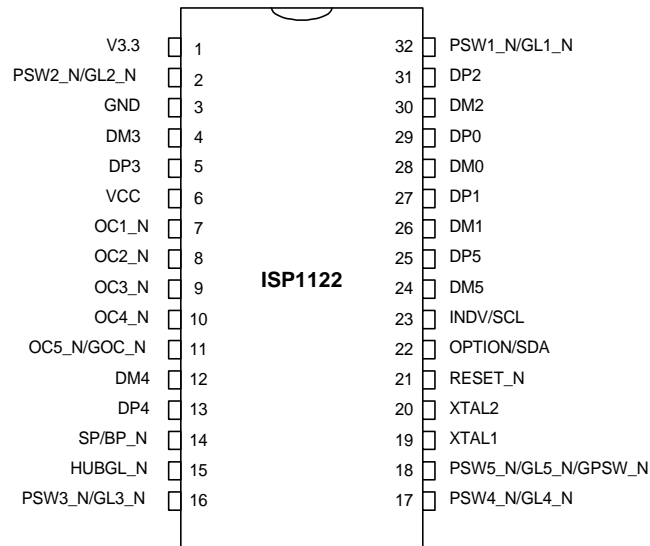 V3.3 1 32 PSW1_N/GL1_N
PSW2_N/GL2_N 2 31 DP2
GND 3 30 DM2
DM3 4 29 DP0
DP3 5 28 DM0
VCC 6 27 DP1
OC1_N 7 26 DM1
OC2_N 8 25 DP5
ISP1122
OC3_N 9 24 DM5
OC4_N 10 23 INDV/SCL
OC5_N/GOC_N 11 22 OPTION/SDA
DM4 12 21 RESET_N
DP4 13 20 XTAL2
SP/BP_N 14 19 XTAL1
HUBGL_N 15 18 PSW5_N/GL5_N/GPSW_N
PSW3_N/GL3_N 16 17 PSW4_N/GL4_N